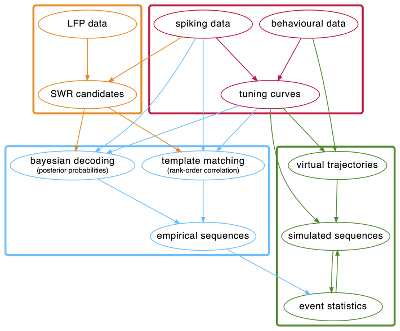 LFP data
spiking data
behavioural data
SWR candidates
tuning curves
bayesian decoding
(posterior probabilities)
template matching
(rank-order correlation)
virtual trajectories
empirical sequences
simulated sequences
event statistics